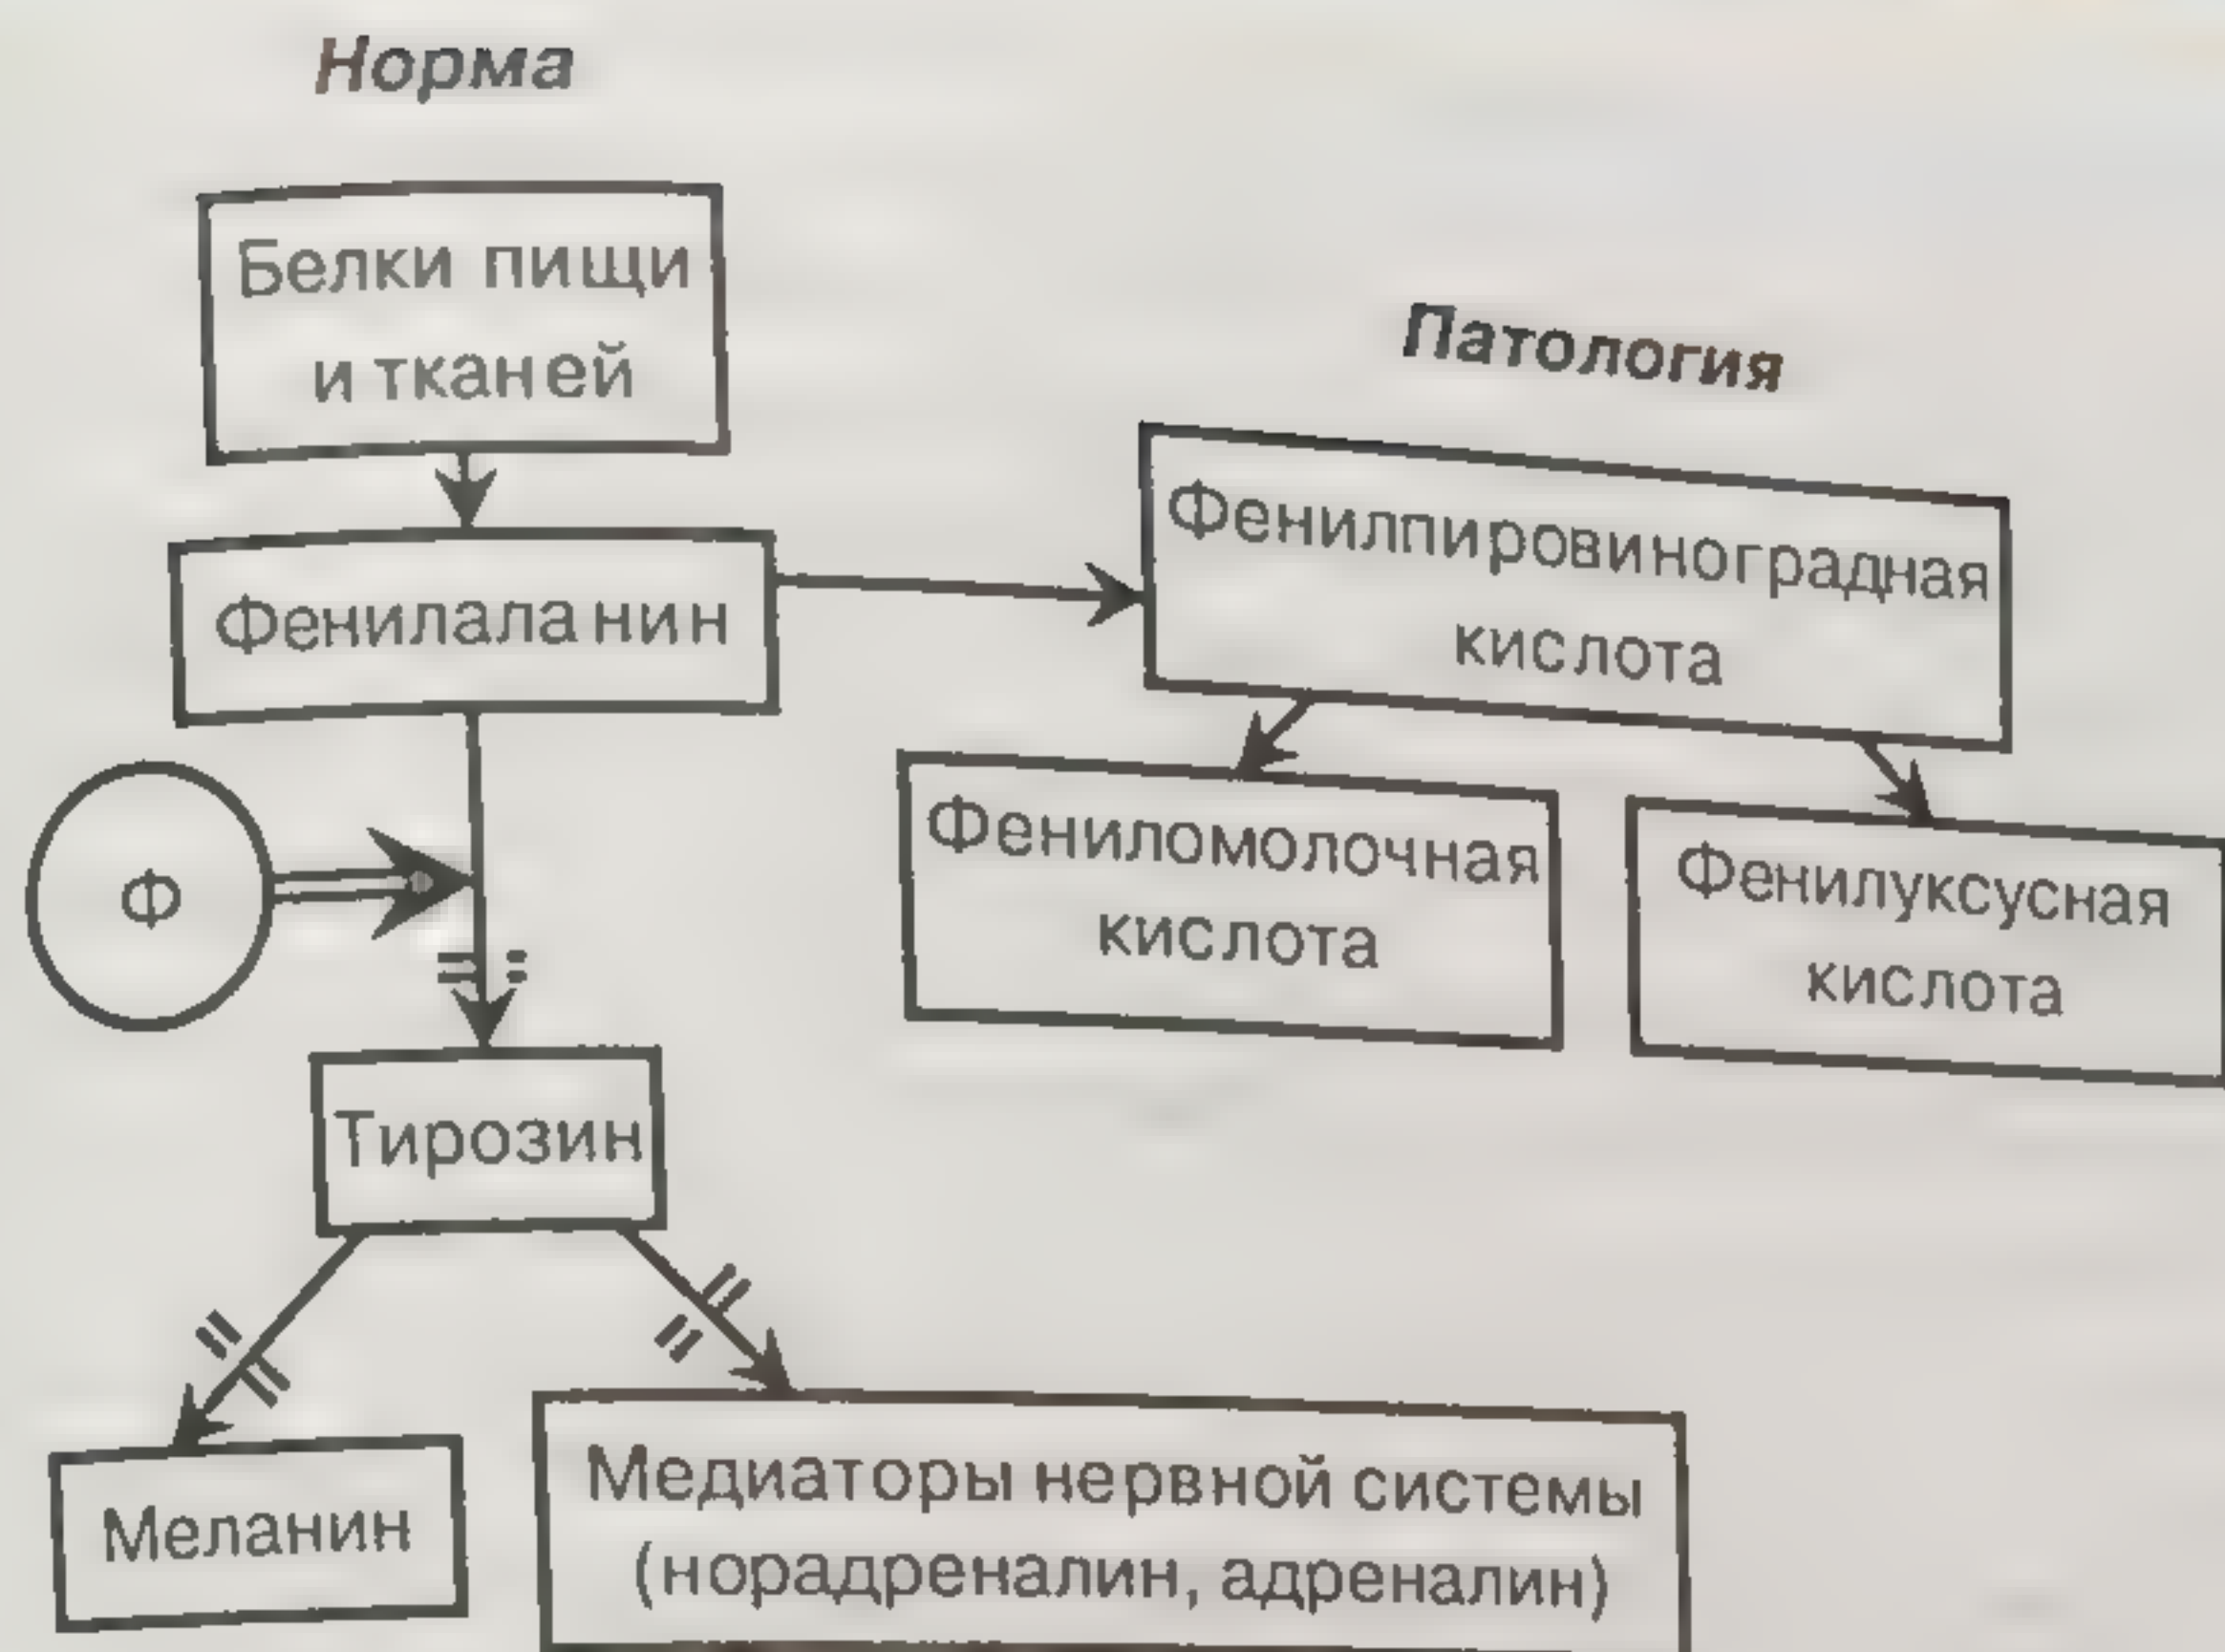 Норма
Белки пищи
и тканей
Фенилаланин
Ф
Тирозин
Меланин
Медиаторы нервной системы
(норадреналин, адреналин)
Патология
Фенилпировиноградная
кислота
Фениломолочная
кислота
Фенилуксусная
кислота